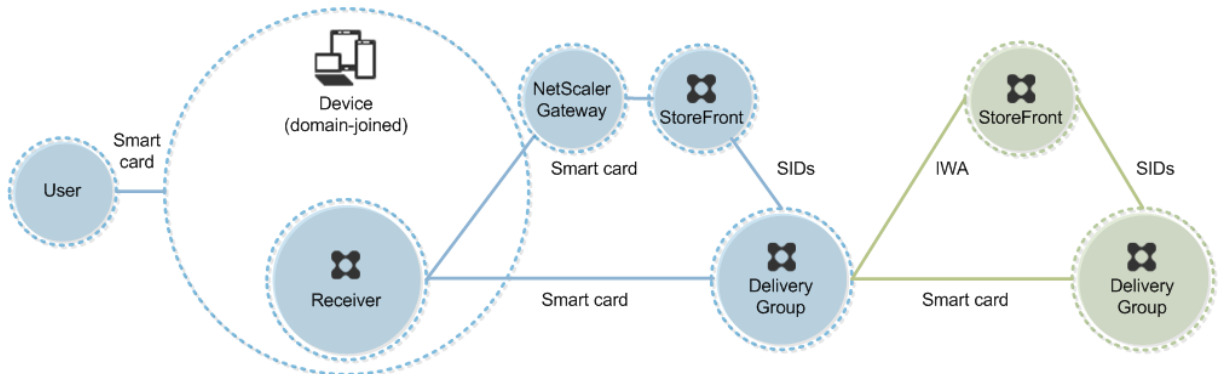 User
Smart
card
Device
(domain-joined)
Receiver
NetScaler
Gateway
StoreFront
Smart card
SIDs
Smart card
Delivery
Group
IWA
StoreFront
SIDs
Smart card
Delivery
Group